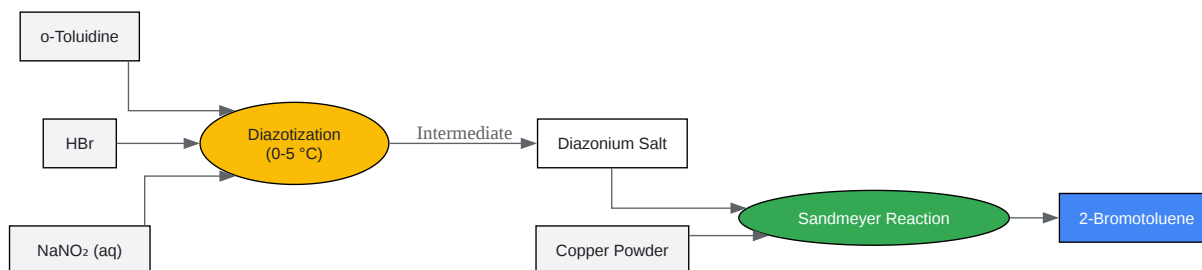 o-Toluidine
HBr
NaNO₂ (aq)
Diazotization
(0-5 °C)
Intermediate
Diazonium Salt
Copper Powder
Sandmeyer Reaction
2-Bromotoluene